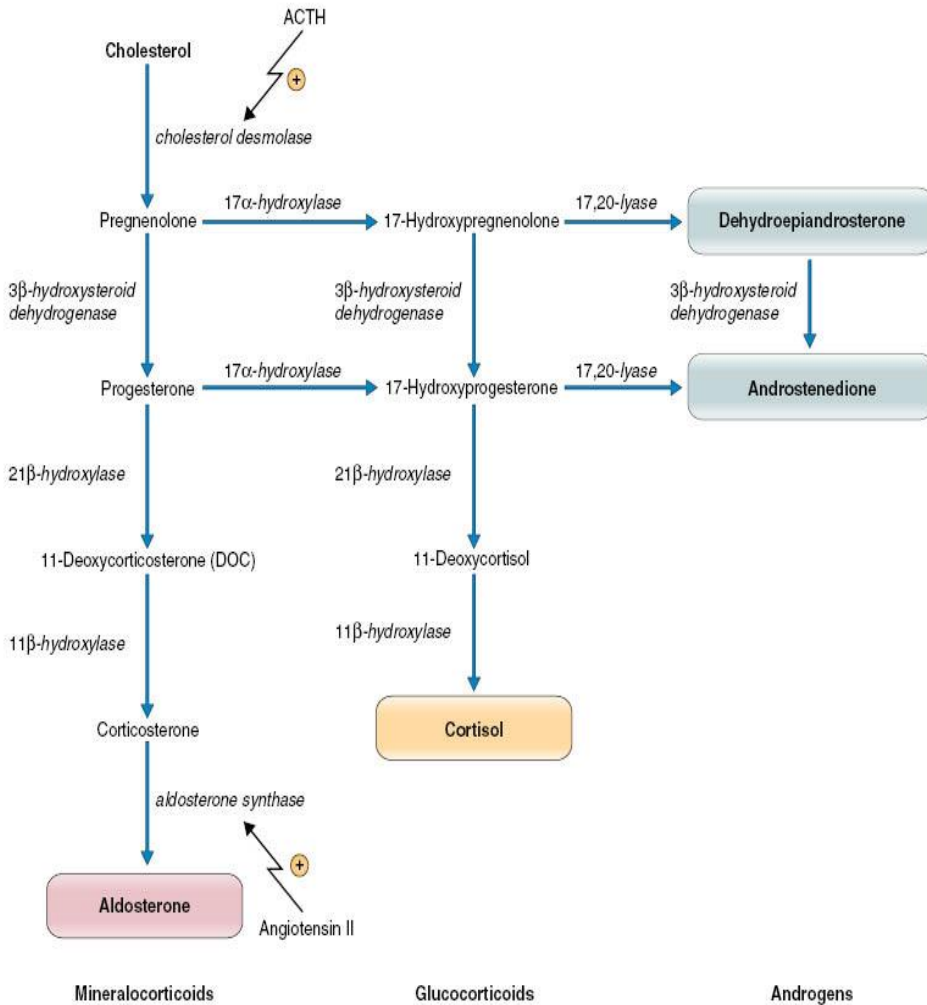 ACTH
Cholesterol
+
cholesterol desmolase
17α-hydroxylase
17,20-lyase
Pregnenolone
17-Hydroxypregnenolone
Dehydroepiandrosterone
3β-hydroxysteroid
dehydrogenase
3β-hydroxysteroid
dehydrogenase
3β-hydroxysteroid
dehydrogenase
17α-hydroxylase
17,20-lyase
Progesterone
17-Hydroxyprogesterone
Androstenedione
21β-hydroxylase
21β-hydroxylase
11-Deoxycorticosterone (DOC)
11-Deoxycortisol
11β-hydroxylase
11β-hydroxylase
Corticosterone
Cortisol
aldosterone synthase
+
Aldosterone
Angiotensin II
Mineralocorticoids
Glucocorticoids
Androgens